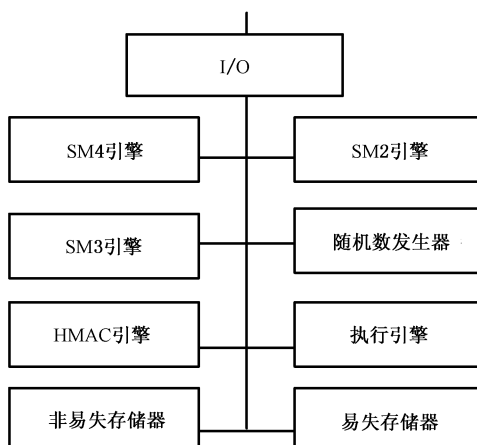 I/O
SM4引擎
SM2引擎
SM3引擎
随机数发生器
HMAC引擎
执行引擎
非易失存储器
易失存储器